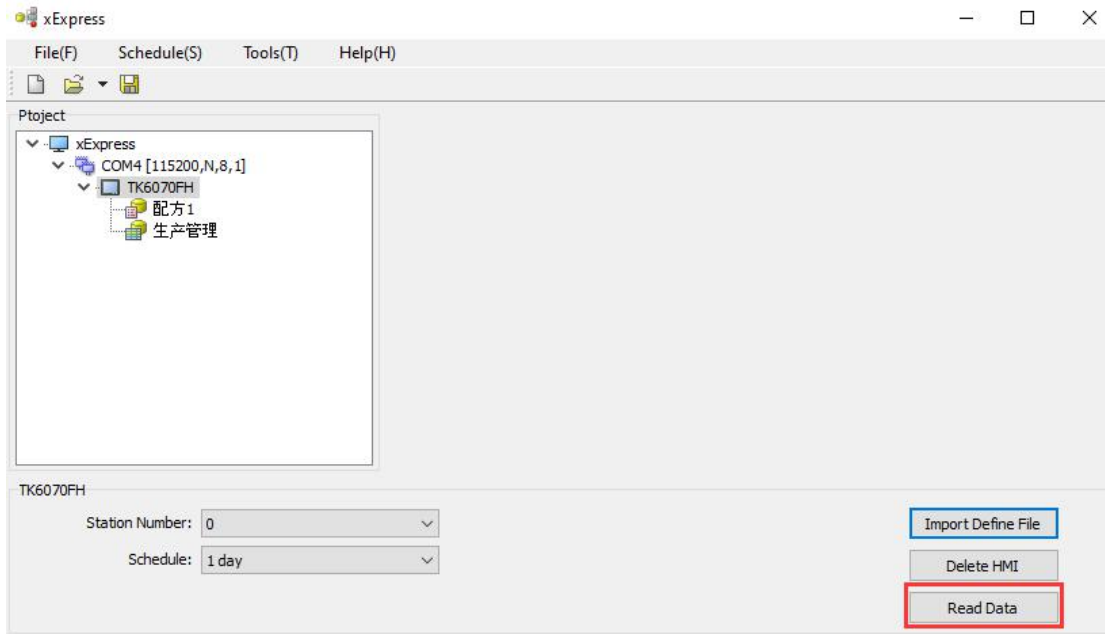 xExpress
File(F) Schedule(S) Tools(T) Help(H)
Ptoject
xExpress
COM4 [115200,N,8,1]
TK6070FH
配方1
生产管理
TK6070FH
Station Number: 0
Schedule: 1 day
Import Define File
Delete HMI
Read Data